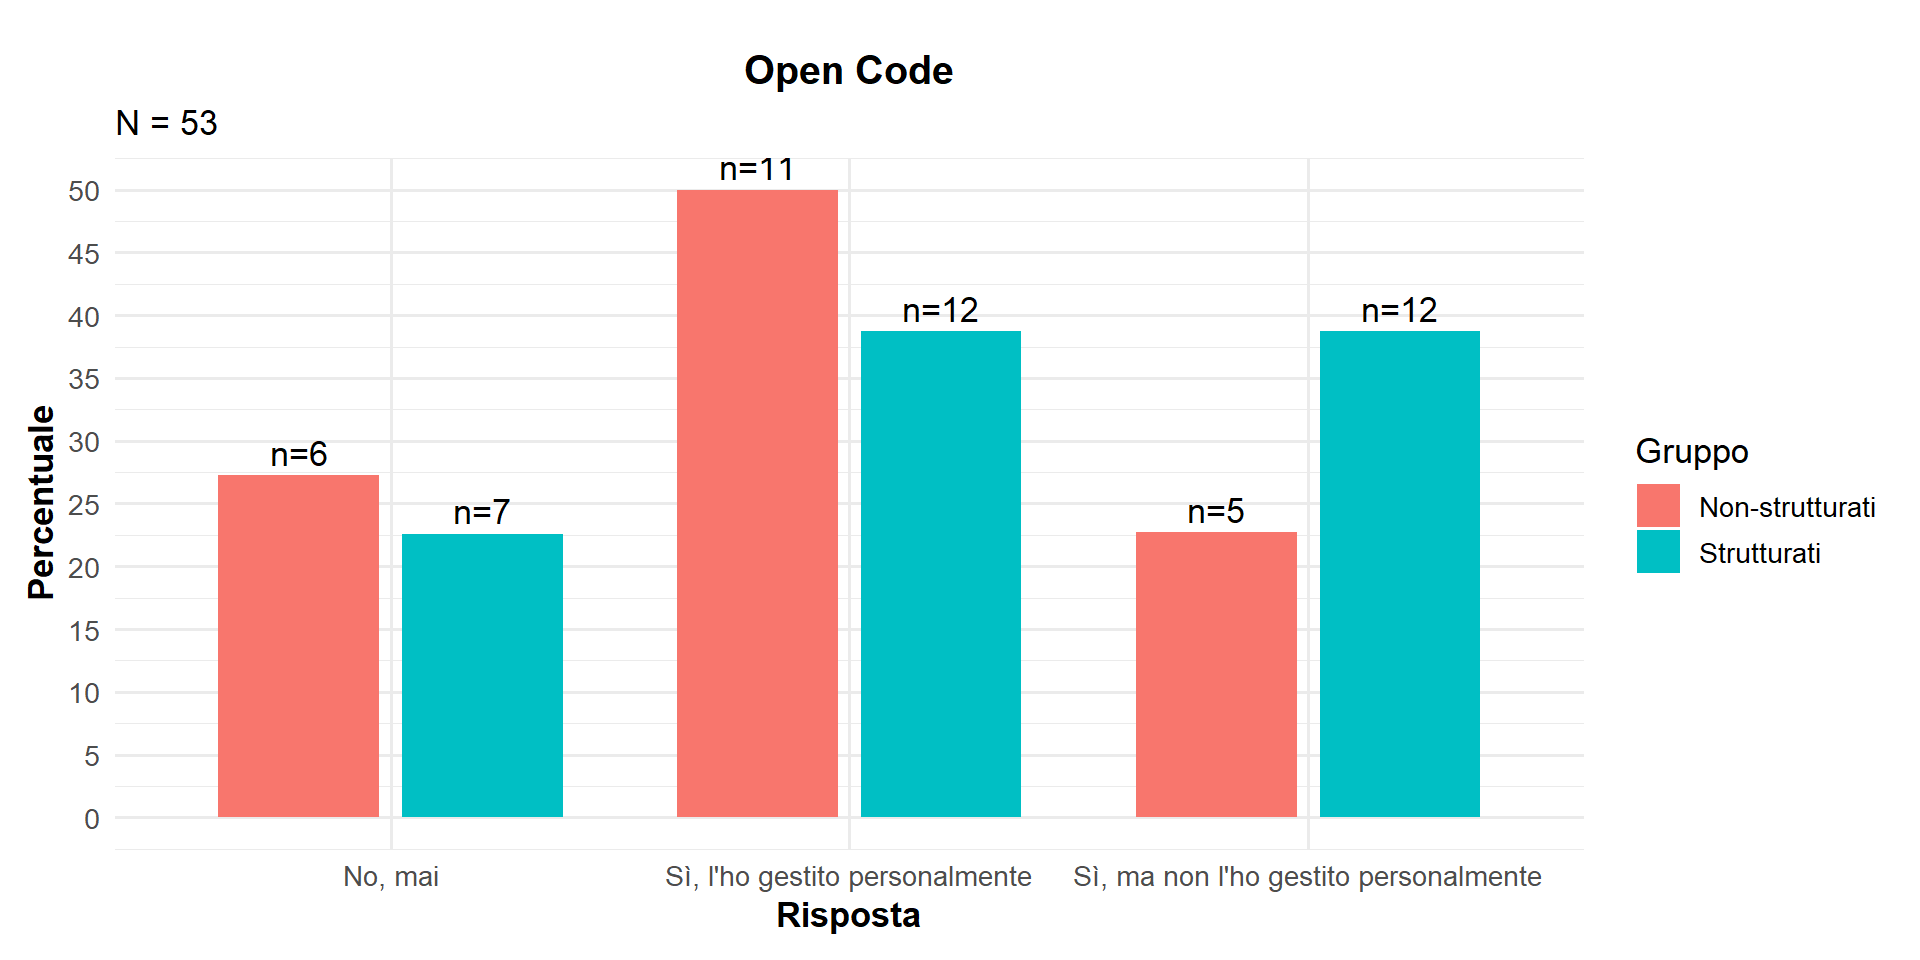 Open Code
N = 53
n=11
50
45
n=12
n=12
40
35
n=6
30
n=7
n=5
25
20
15
10
5
0
Percentuale
No, mai
Sì, l'ho gestito personalmente
Sì, ma non l'ho gestito personalmente
Risposta
Gruppo
Non-strutturati
Strutturati